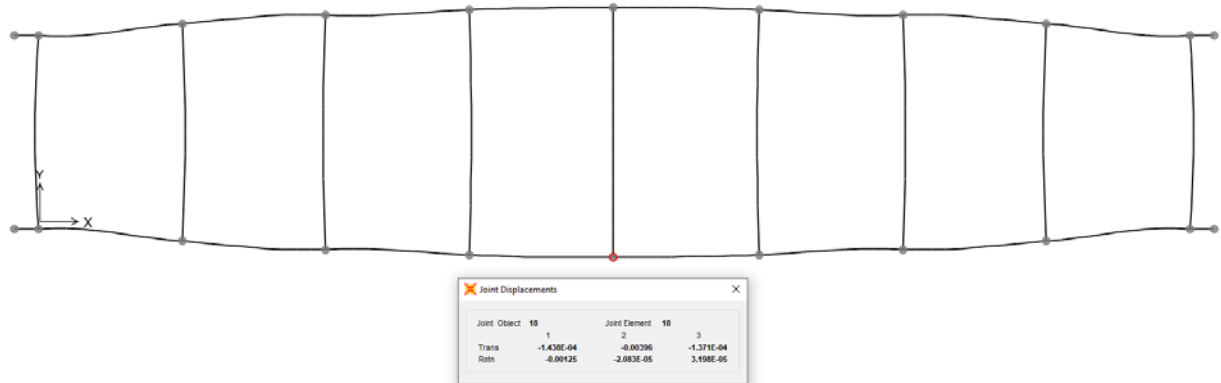 Y
X
Joint Displacements
Joint Object 18 Joint Element 18
1 2 3
Trans -1.438E-04 -0.00396 -1.371E-04
Rotn -0.00125 -2.083E-05 3.198E-05